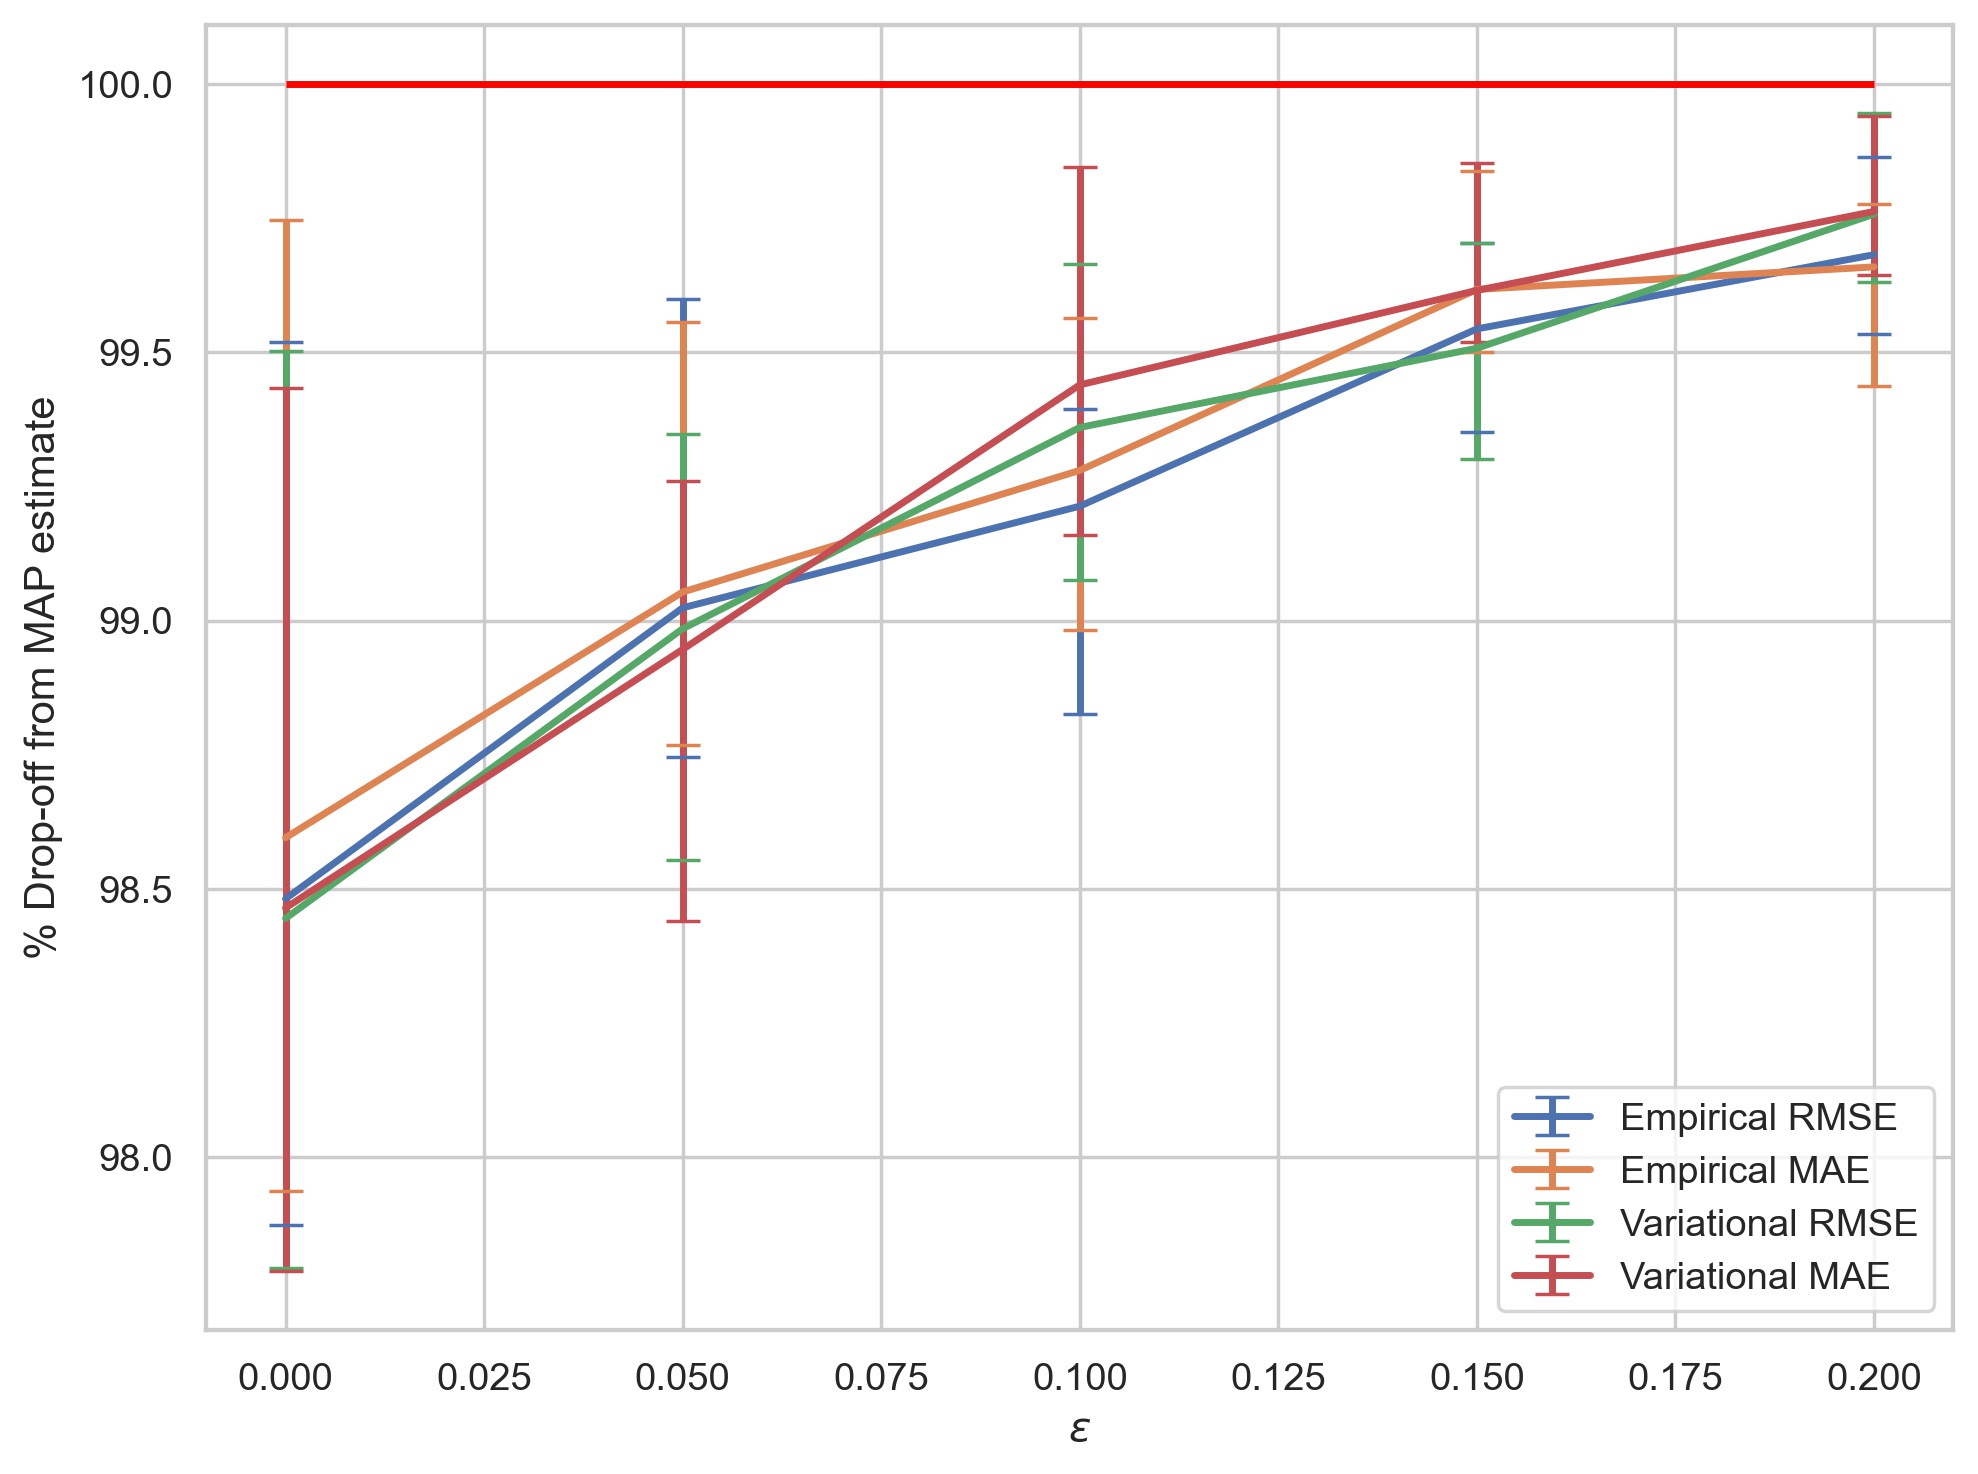 100.0
99.5
99.0
98.5
98.0
% Drop-off from MAP estimate
0.000 0.025 0.050 0.075 0.100 0.125 0.150 0.175 0.200
ε
Empirical RMSE
Empirical MAE
Variational RMSE
Variational MAE